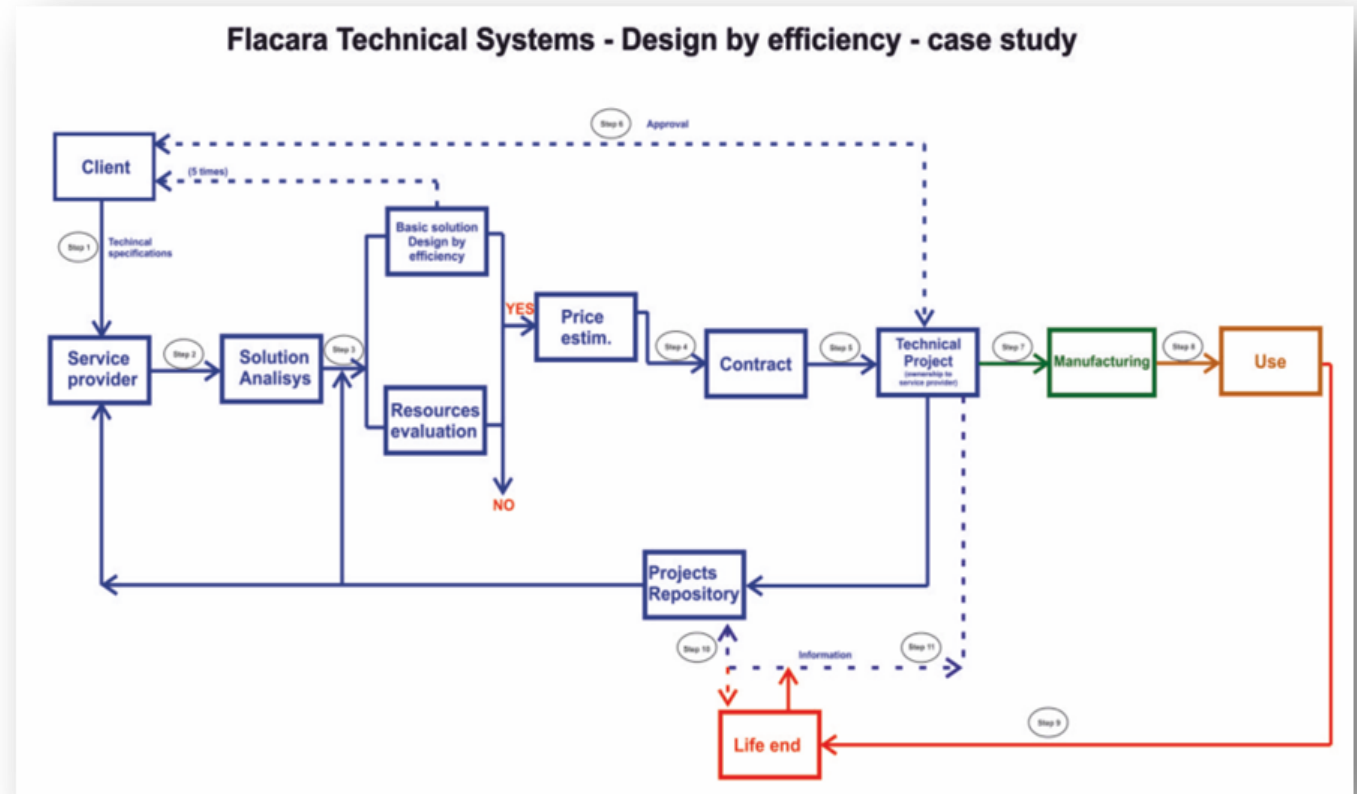 Flacara Technical Systems - Design by efficiency - case study
Step 6
Approval
Client
(5 times)
Step 1
Techincal
specifications
Basic solution
Design by
efficiency
YES
Price
estim.
Service
provider
Step 2
Solution
Analisys
Step 3
Resources
evaluation
NO
Step 4
Contract
Step 5
Technical
Project
(ownership to
service provider)
Step 7
Manufacturing
Step 8
Use
Projects
Repository
Step 10
Information
Step 11
Life end
Step 9